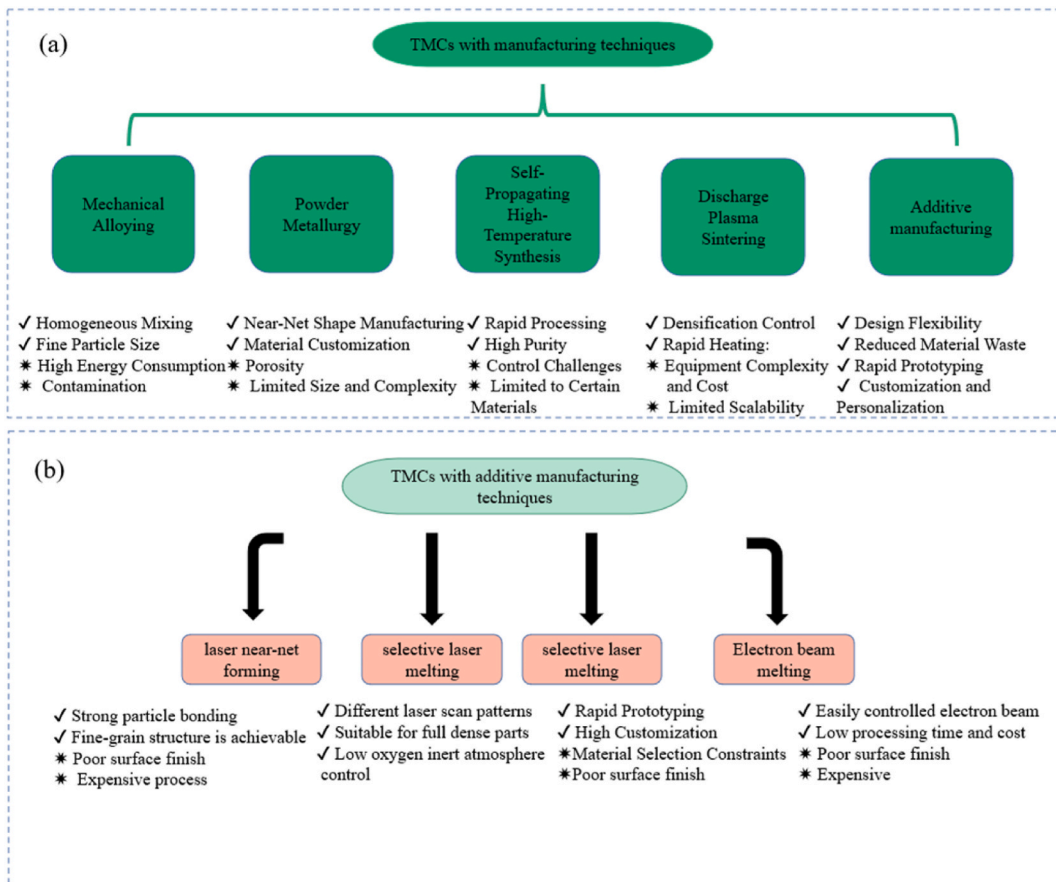 (a)
TMCs with manufacturing techniques
Mechanical
Alloying
Powder
Metallurgy
Self-
Propagating
High-
Temperature
Synthesis
Discharge
Plasma
Sintering
Additive
manufacturing
✓ Homogeneous Mixing
✓ Fine Particle Size
✷ High Energy Consumption
✷ Contamination
✓ Near-Net Shape Manufacturing
✓ Material Customization
✷ Porosity
✷ Limited Size and Complexity
✓ Rapid Processing
✓ High Purity
✷ Control Challenges
✷ Limited to Certain
Materials
✓ Densification Control
✓ Rapid Heating:
✷ Equipment Complexity
and Cost
✷ Limited Scalability
✓ Design Flexibility
✓ Reduced Material Waste
✓ Rapid Prototyping
✓ Customization and
Personalization
(b)
TMCs with additive manufacturing
techniques
laser near-net
forming
selective laser
melting
selective laser
melting
Electron beam
melting
✓ Strong particle bonding
✓ Fine-grain structure is achievable
✷ Poor surface finish
✷ Expensive process
✓ Different laser scan patterns
✓ Suitable for full dense parts
✓ Low oxygen inert atmosphere
control
✓ Rapid Prototyping
✓ High Customization
✷Material Selection Constraints
✷Poor surface finish
✓ Easily controlled electron beam
✓ Low processing time and cost
✷ Poor surface finish
✷ Expensive